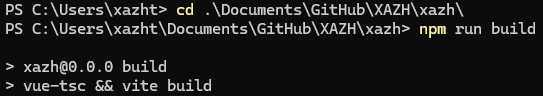 PS C:\Users\xazht> cd .\Documents\GitHub\XAZH\xazh\
PS C:\Users\xazht\Documents\GitHub\XAZH\xazh> npm run build
> xazh@0.0.0 build
> vue-tsc && vite build